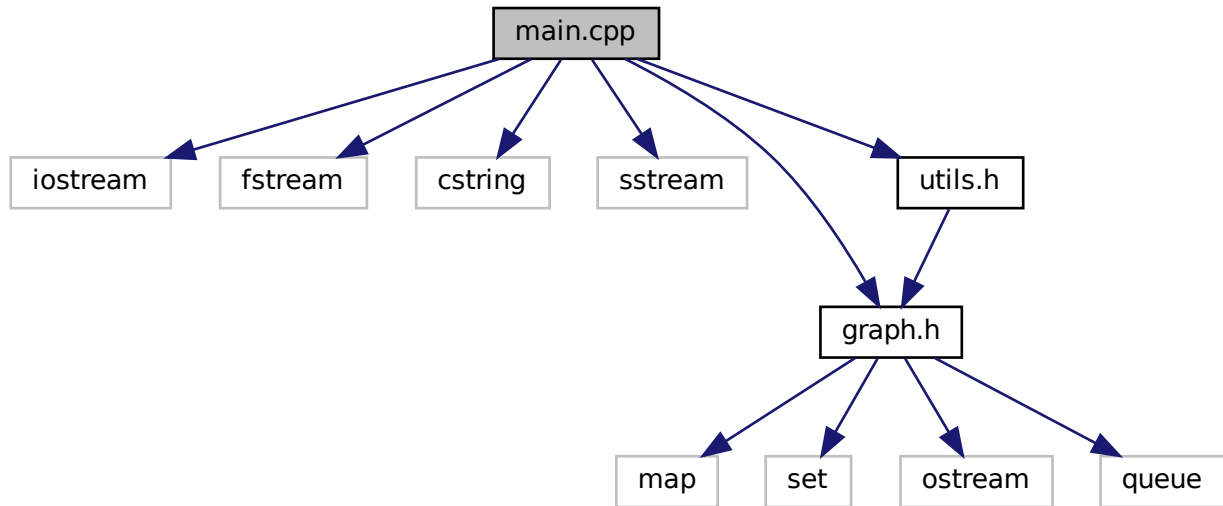 main.cpp
iostream
fstream
cstring
sstream
utils.h
graph.h
map
set
ostream
queue